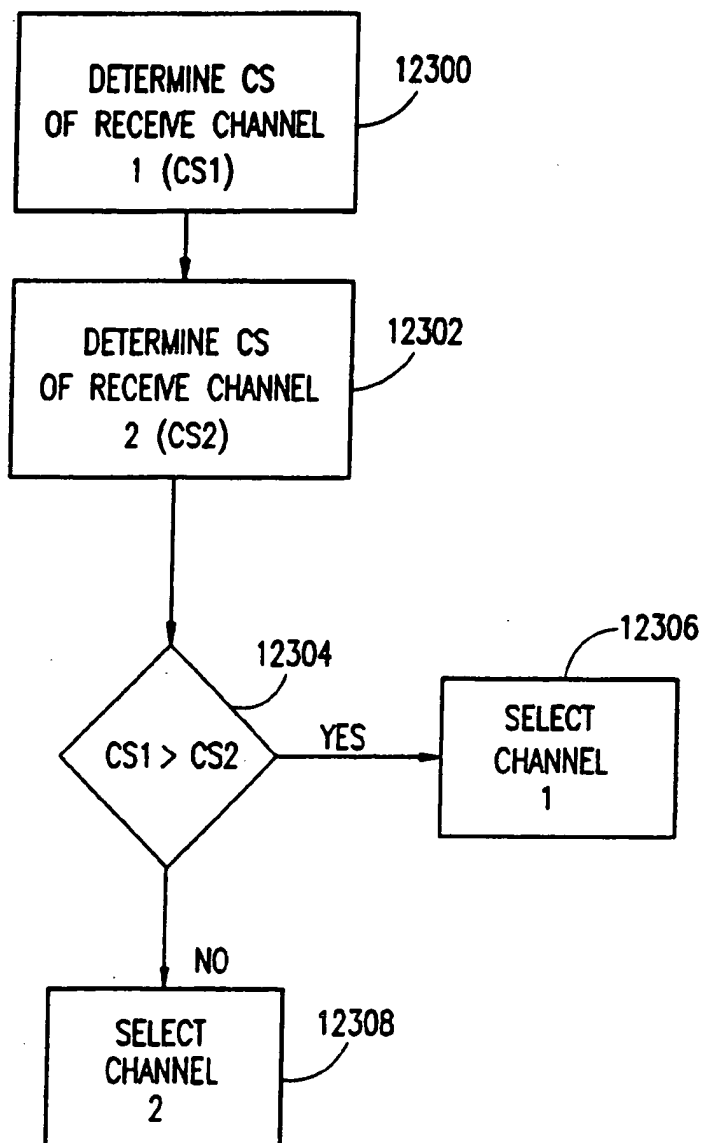 DETERMINE CS
OF RECEIVE CHANNEL
1 (CS1)
12300
DETERMINE CS
OF RECEIVE CHANNEL
2 (CS2)
12302
12304
CS1 > CS2
YES
12306
SELECT
CHANNEL
1
NO
SELECT
CHANNEL
2
12308